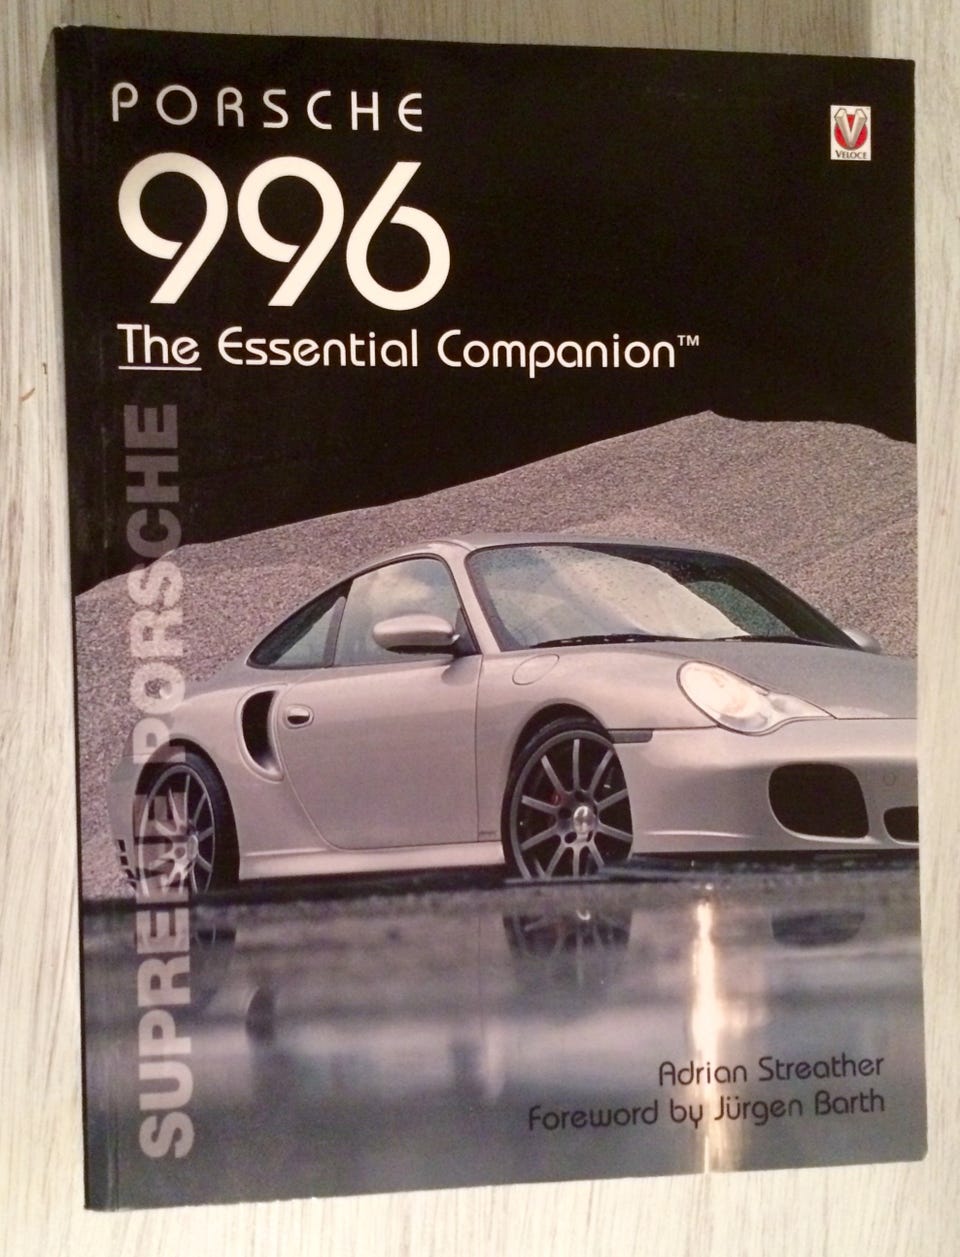 PORSCHE
VELOCE
996
The Essential Companion™
SUPREME PORSCHE
Adrian Streather
Foreword by Jürgen Barth